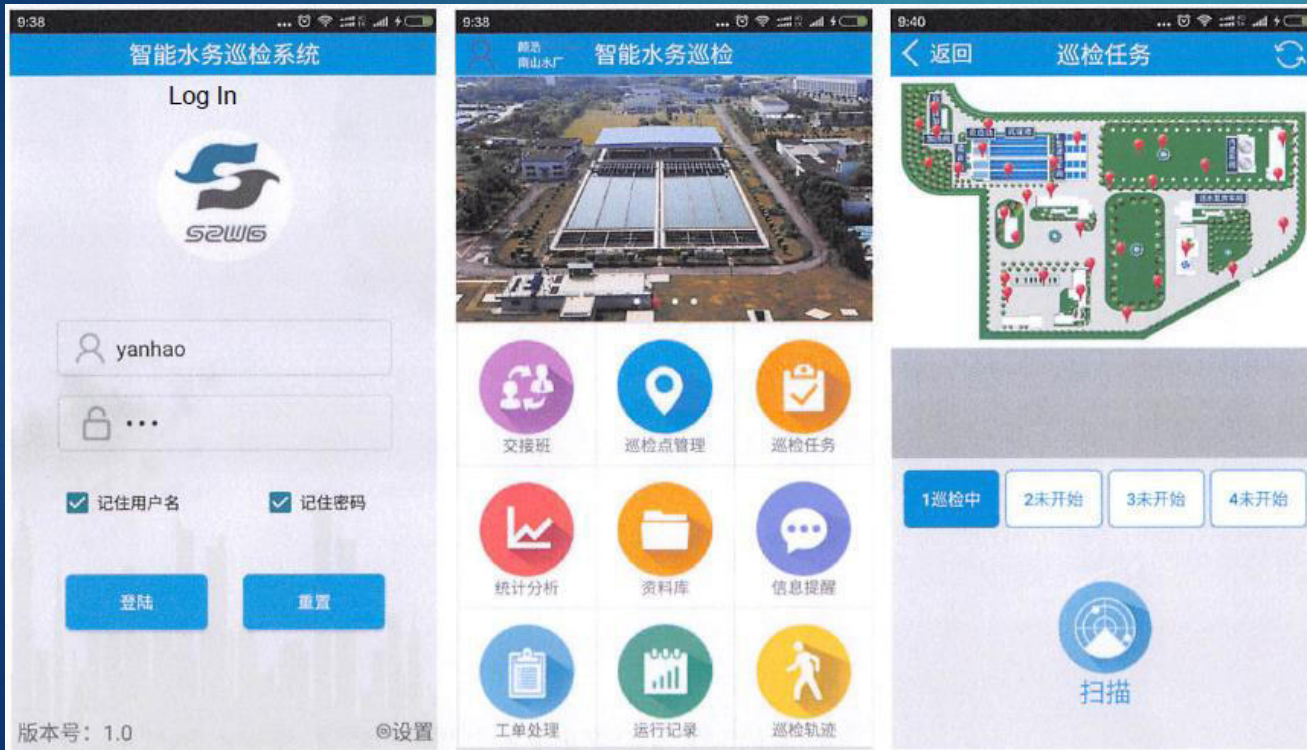 9:38
智能水务巡检系统
Log In
S2WG
yanhao
记住用户名
记住密码
登陆
重置
版本号：1.0
设置
9:38
颜浩
南山水厂
智能水务巡检
交接班
巡检点管理
巡检任务
统计分析
资料库
信息提醒
工单处理
运行记录
巡检轨迹
9:40
返回
巡检任务
1巡检中
2未开始
3未开始
4未开始
扫描